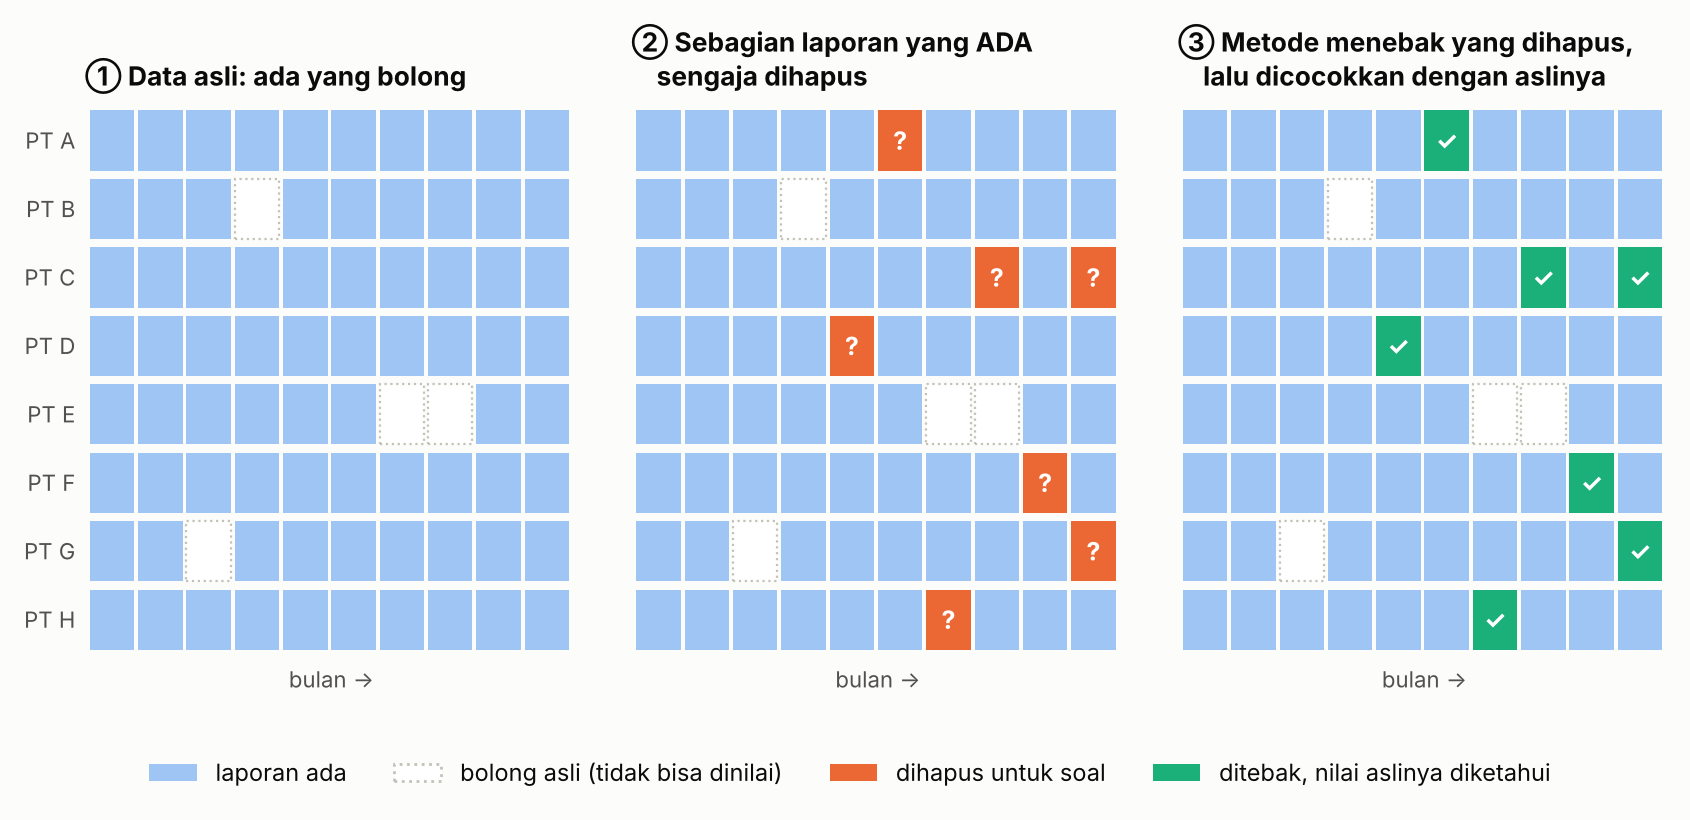 ① Data asli: ada yang bolong
② Sebagian laporan yang ADA
sengaja dihapus
③ Metode menebak yang dihapus,
lalu dicocokkan dengan aslinya
PT A
?
PT B
PT C
? ?
PT D
?
PT E
PT F
?
PT G
?
PT H
?
bulan →
bulan →
bulan →
laporan ada
bolong asli (tidak bisa dinilai)
dihapus untuk soal
ditebak, nilai aslinya diketahui